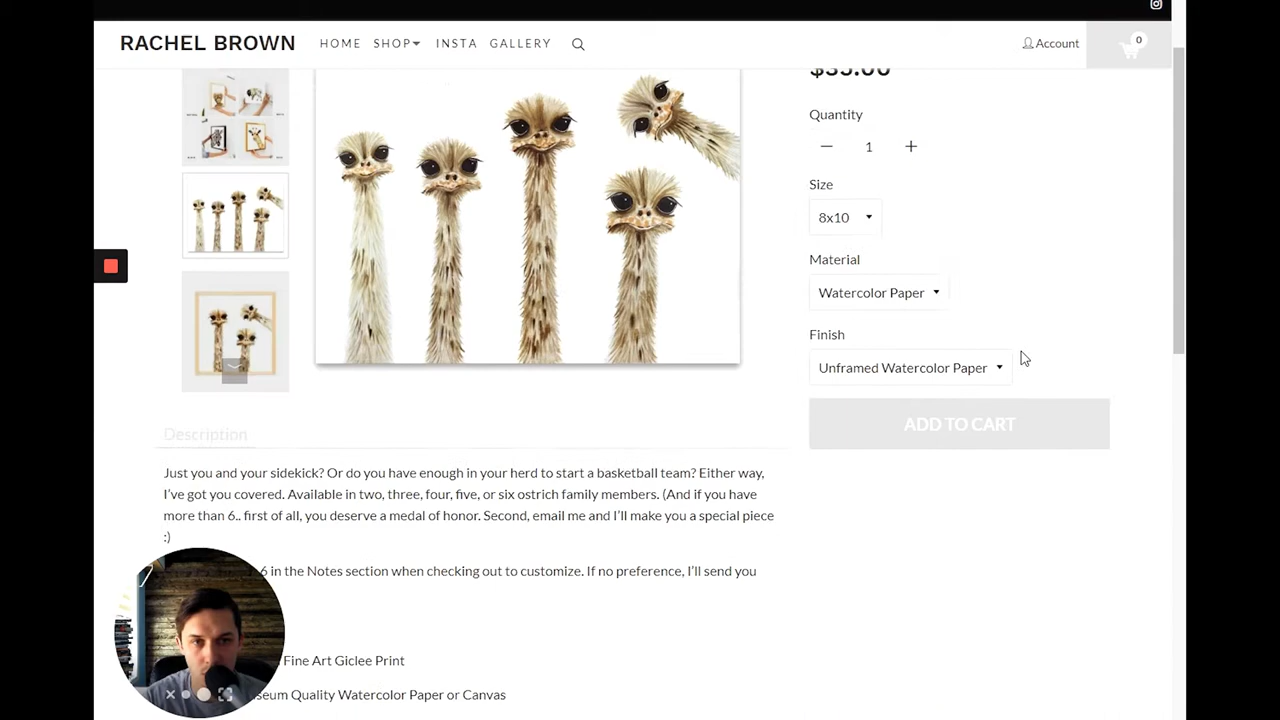 RACHEL BROWN
HOME SHOP INSTA GALLERY
Account
0
$35.00
Quantity
1
Size
8x10
Material
Watercolor Paper
Finish
Unframed Watercolor Paper
ADD TO CART
Description
Just you and your sidekick? Or do you have enough in your herd to start a basketball team? Either way,
I've got you covered. Available in two, three, four, five, or six ostrich family members. (And if you have
more than 6.. first of all, you deserve a medal of honor. Second, email me and I'll make you a special piece
:)
6 in the Notes section when checking out to customize. If no preference, I'll send you
Fine Art Giclee Print
Quality Watercolor Paper or Canvas